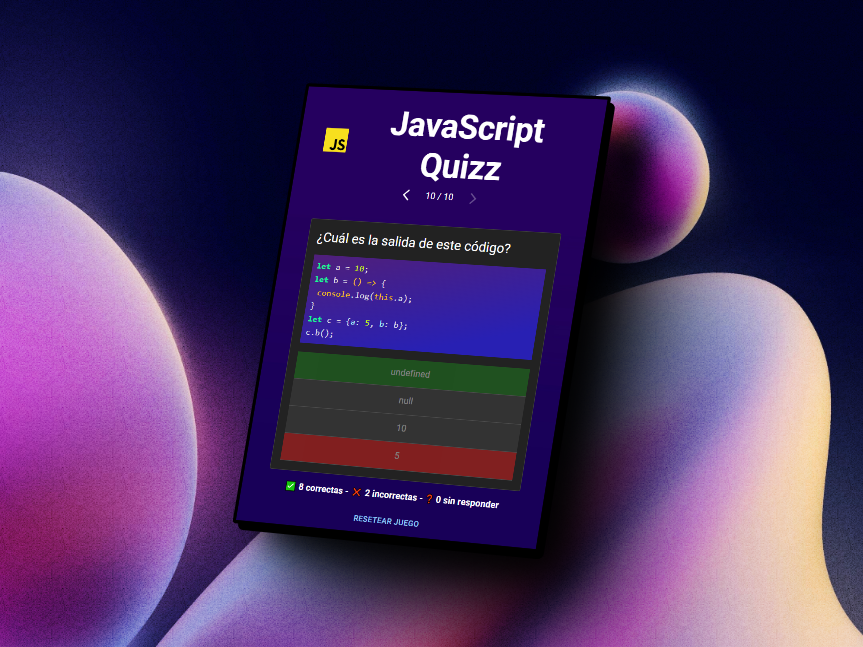 JS
JavaScript
Quizz
10 / 10
¿Cuál es la salida de este código?
let a = 10;
let b = () => {
console.log(this.a);
}
let c = {a: 5, b: b};
c.b();
undefined
null
10
5
✅ 8 correctas - ❌ 2 incorrectas - ❓ 0 sin responder
RESETEAR JUEGO